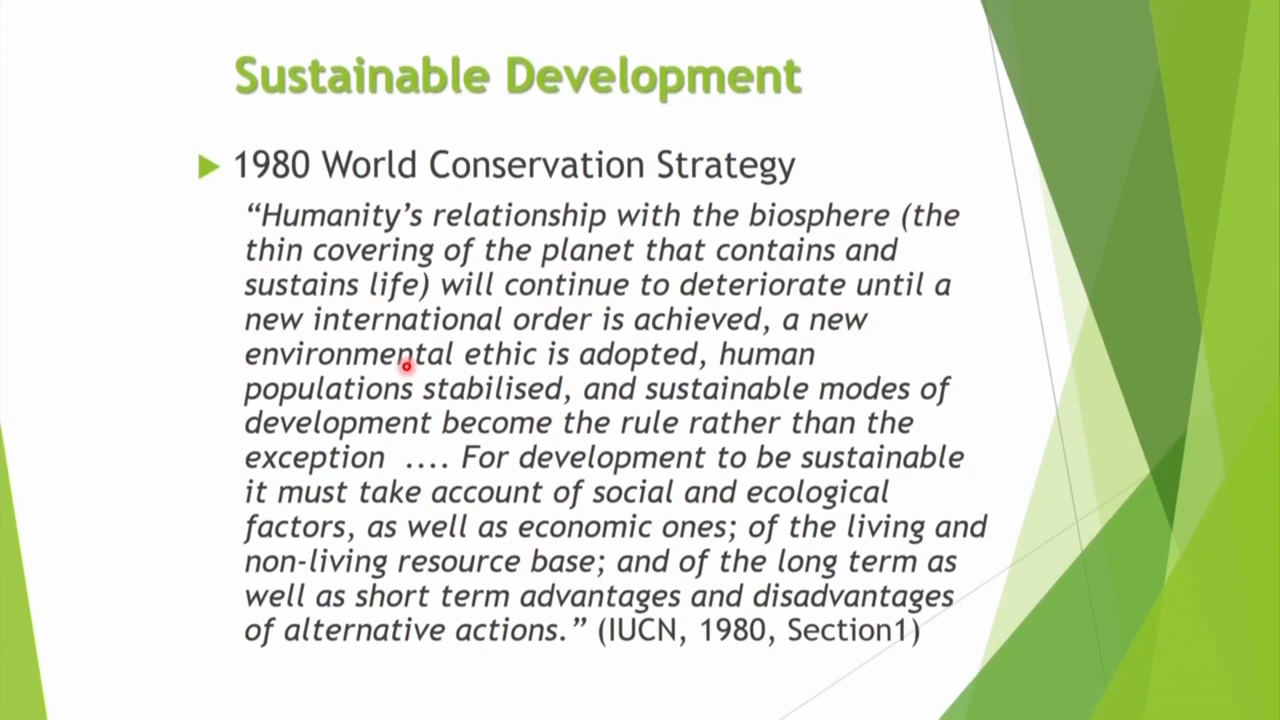 Sustainable Development
1980 World Conservation Strategy
“Humanity’s relationship with the biosphere (the
thin covering of the planet that contains and
sustains life) will continue to deteriorate until a
new international order is achieved, a new
environmental ethic is adopted, human
populations stabilised, and sustainable modes of
development become the rule rather than the
exception .... For development to be sustainable
it must take account of social and ecological
factors, as well as economic ones; of the living and
non-living resource base; and of the long term as
well as short term advantages and disadvantages
of alternative actions.” (IUCN, 1980, Section1)